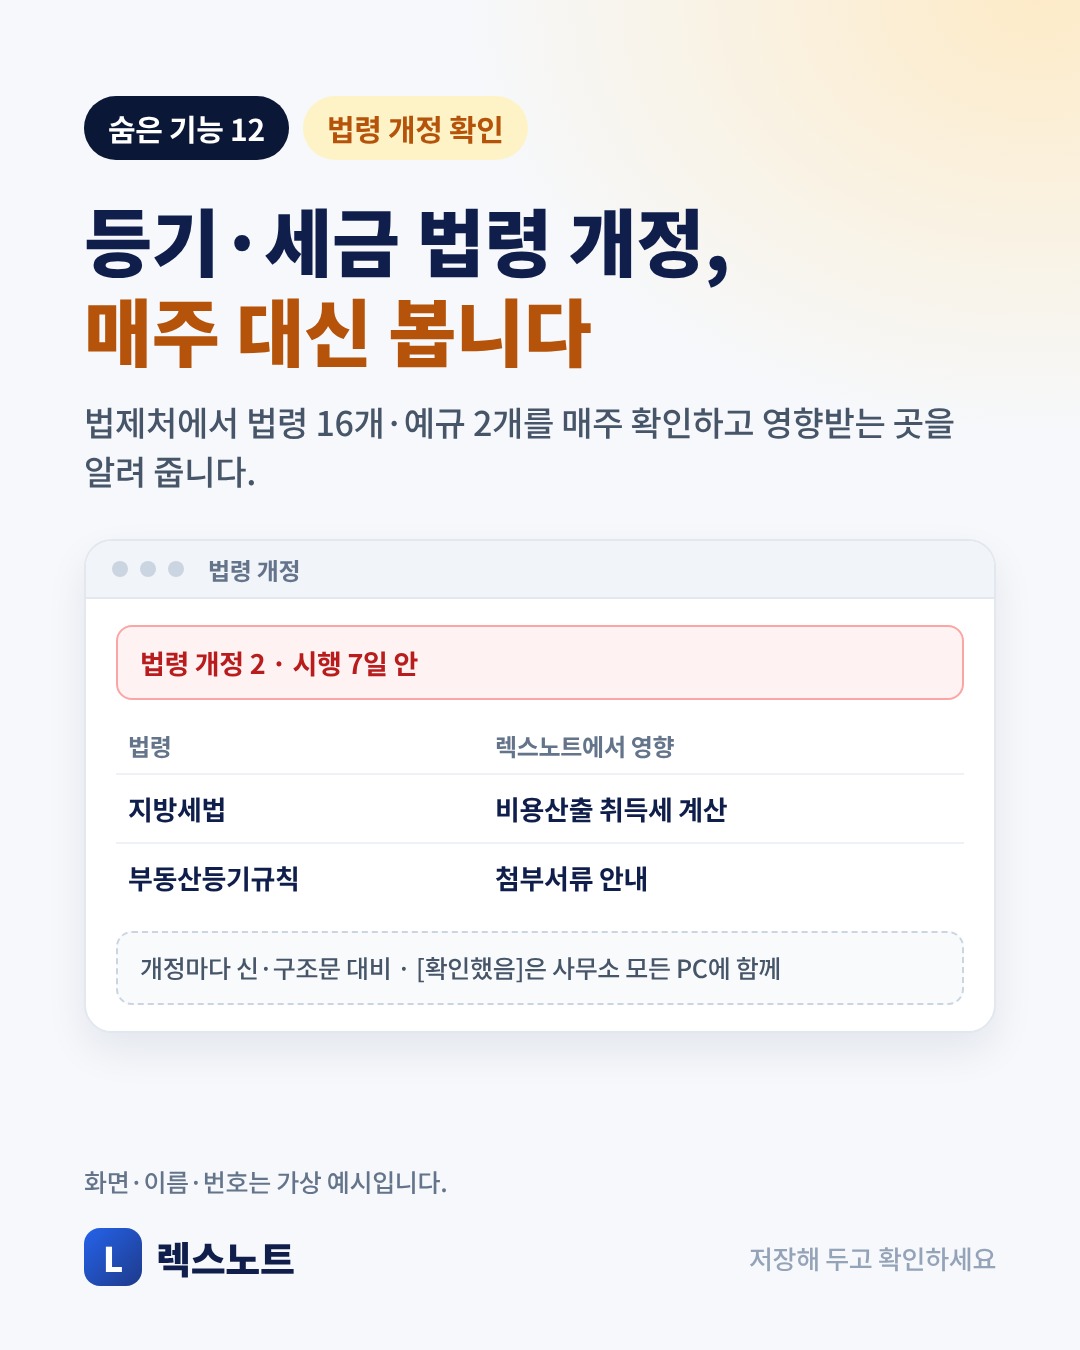 숨은 기능 12
법령 개정 확인
등기·세금 법령 개정,
매주 대신 봅니다
법제처에서 법령 16개·예규 2개를 매주 확인하고 영향받는 곳을
알려 줍니다.
법령 개정
법령 개정 2 · 시행 7일 안
법령 렉스노트에서 영향
지방세법 비용산출 취득세 계산
부동산등기규칙 첨부서류 안내
개정마다 신·구조문 대비 · [확인했음]은 사무소 모든 PC에 함께
화면·이름·번호는 가상 예시입니다.
L 렉스노트
저장해 두고 확인하세요